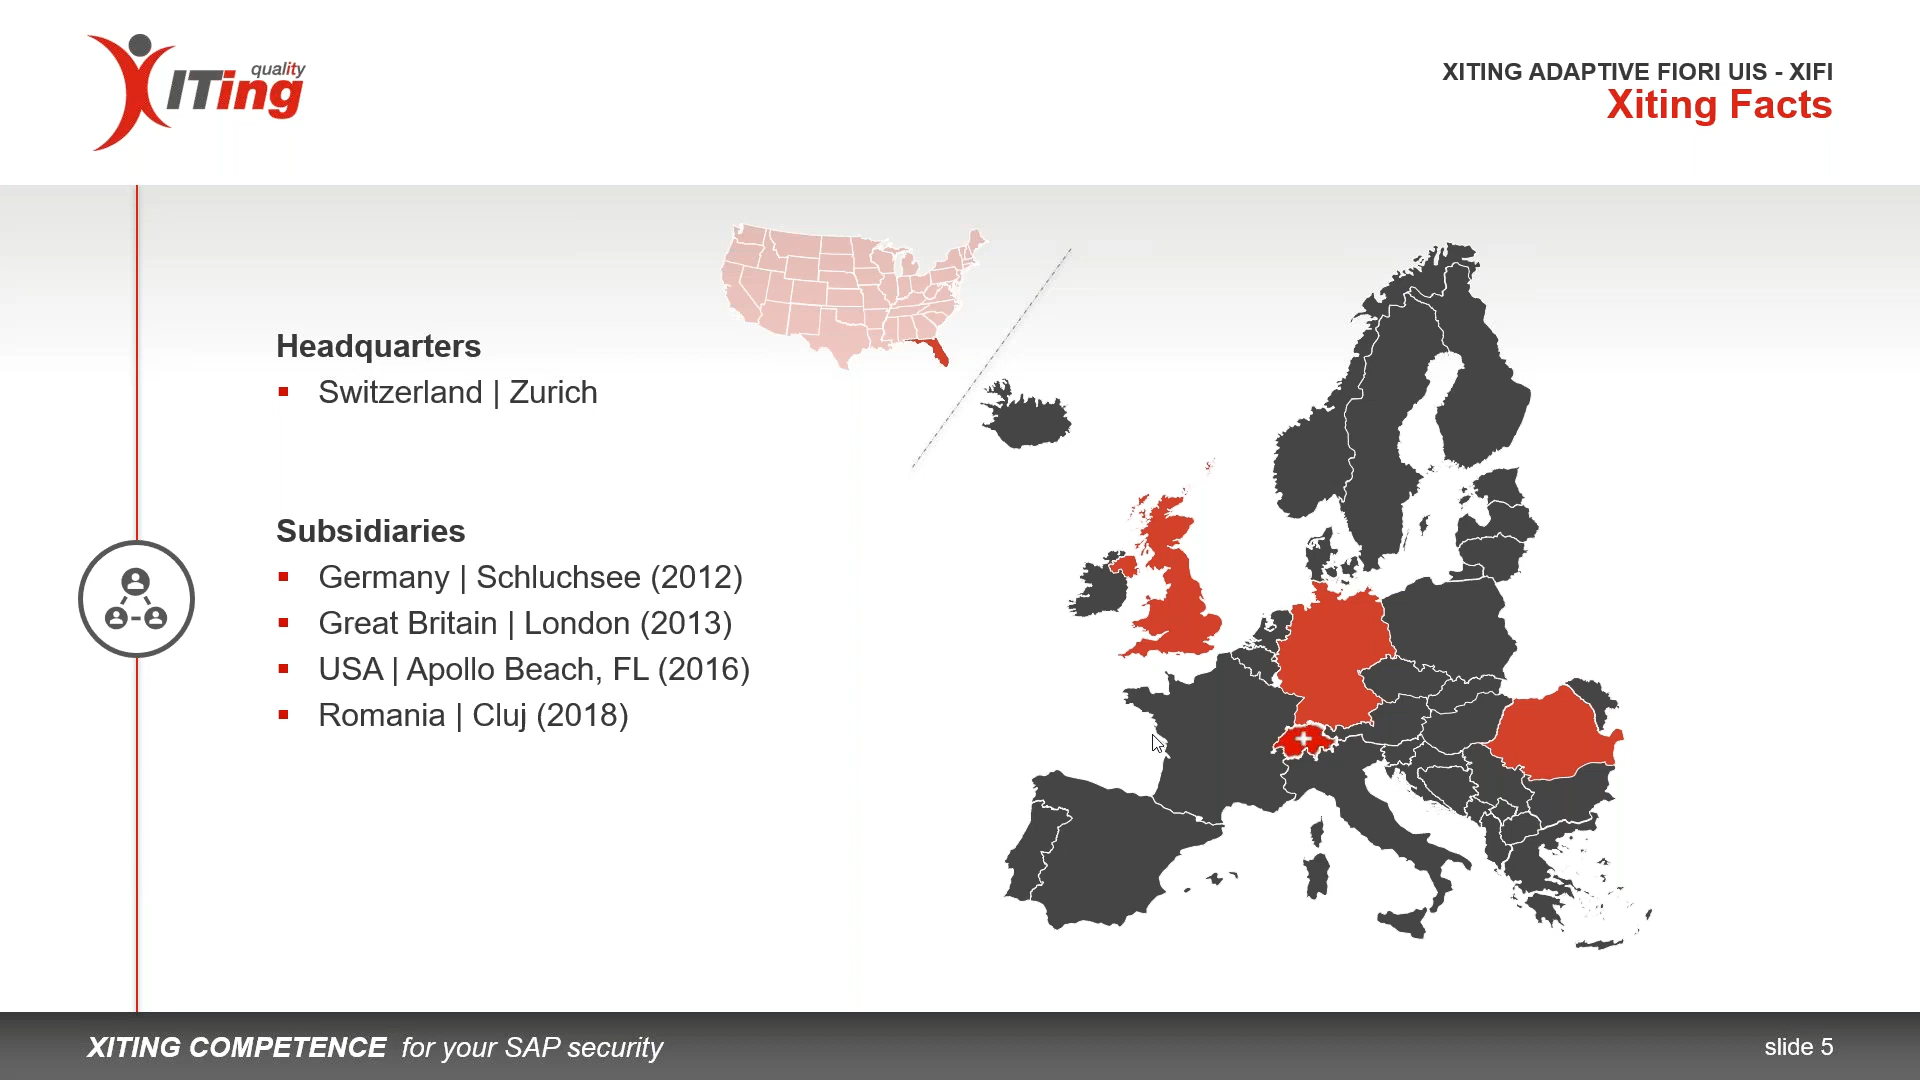 quality
XITing
XITING ADAPTIVE FIORI UIS - XIFI
Xiting Facts
Headquarters
▪ Switzerland | Zurich
Subsidiaries
▪ Germany | Schluchsee (2012)
▪ Great Britain | London (2013)
▪ USA | Apollo Beach, FL (2016)
▪ Romania | Cluj (2018)
XITING COMPETENCE for your SAP security
slide 5